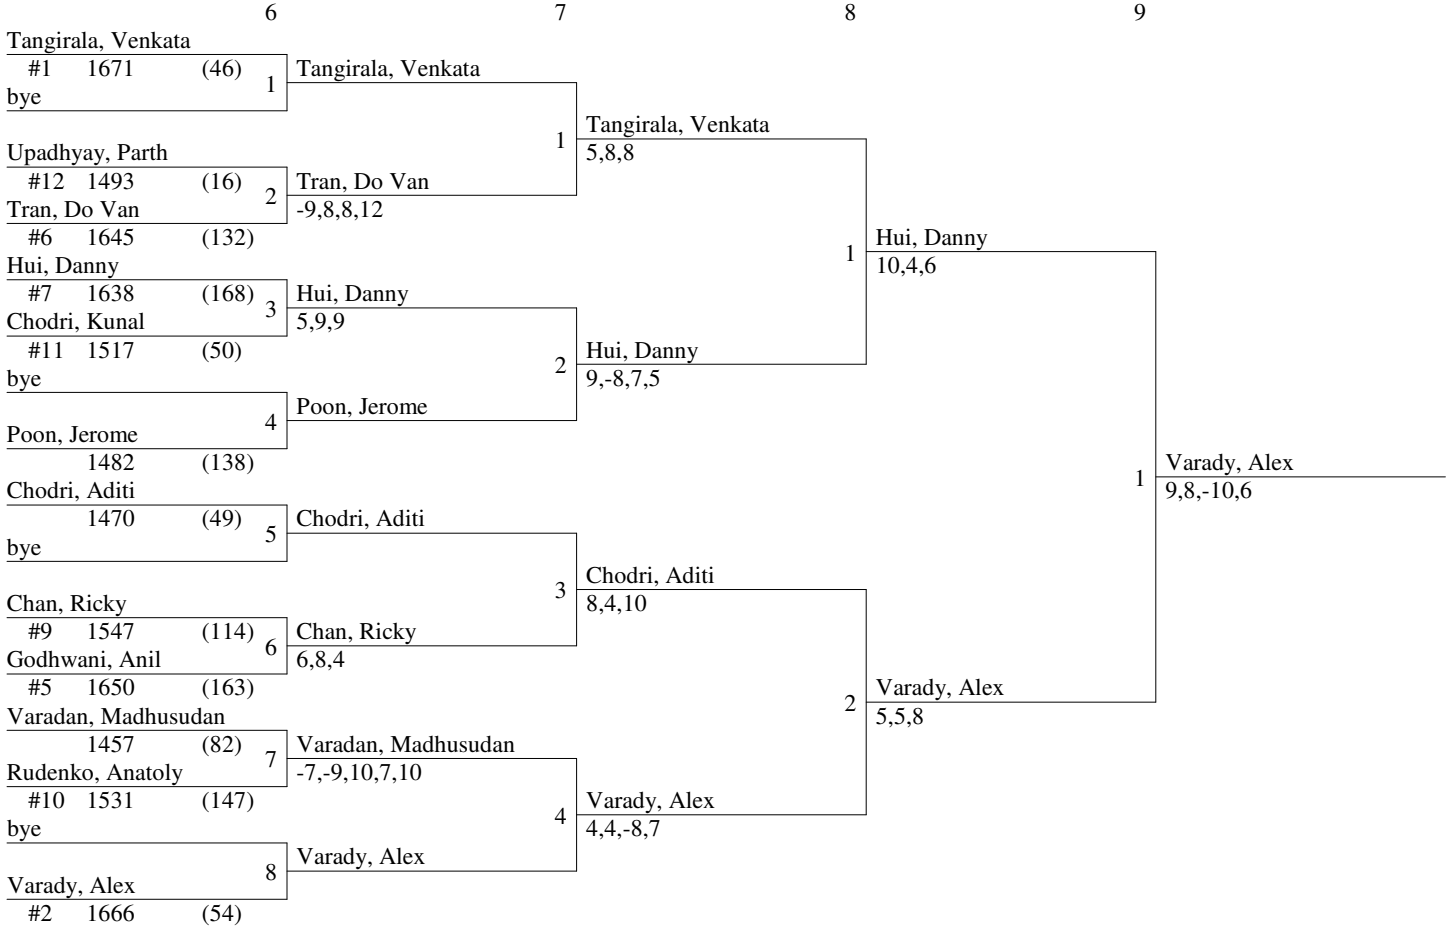 6 7 8 9
Tangirala, Venkata
#1 1671 (46) 1 Tangirala, Venkata
bye
1 Tangirala, Venkata
5,8,8
Upadhyay, Parth
#12 1493 (16) 2 Tran, Do Van
Tran, Do Van -9,8,8,12
#6 1645 (132)
1 Hui, Danny
10,4,6
Hui, Danny
#7 1638 (168) 3 Hui, Danny
Chodri, Kunal 5,9,9
#11 1517 (50)
2 Hui, Danny
9,-8,7,5
bye
4 Poon, Jerome
Poon, Jerome
1482 (138)
1 Varady, Alex
9,8,-10,6
Chodri, Aditi
1470 (49) 5 Chodri, Aditi
bye
3 Chodri, Aditi
8,4,10
Chan, Ricky
#9 1547 (114) 6 Chan, Ricky
Godhwani, Anil 6,8,4
#5 1650 (163)
2 Varady, Alex
5,5,8
Varadan, Madhusudan
1457 (82) 7 Varadan, Madhusudan
Rudenko, Anatoly -7,-9,10,7,10
#10 1531 (147)
4 Varady, Alex
4,4,-8,7
bye
8 Varady, Alex
Varady, Alex
#2 1666 (54)